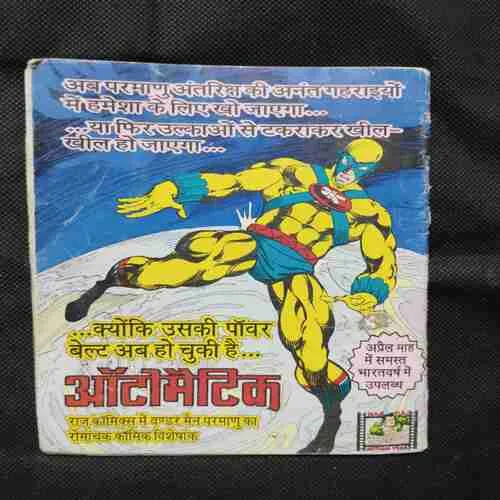 अब परमाणु अंतरिक्ष की अनंत गहराइयों
में हमेशा के लिए खो जाएगा...
...या फिर उल्काओं से टकराकर खील-
खील हो जाएगा...
...क्योंकि उसकी पॉवर
बेल्ट अब हो चुकी है...
ऑटोमैटिक
राज कॉमिक्स में वण्डर मैन परमाणु का
रोमांचक कॉमिक विशेषांक
अप्रैल माह
में समस्त
भारतवर्ष में
उपलब्ध